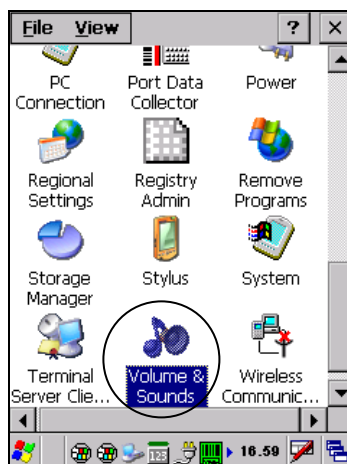 File View ? ×
PC
Connection
Port Data
Collector
Power
Regional
Settings
Registry
Admin
Remove
Programs
Storage
Manager
Stylus
System
Terminal
Server Clie...
Volume &
Sounds
Wireless
Communic...
123
16.59